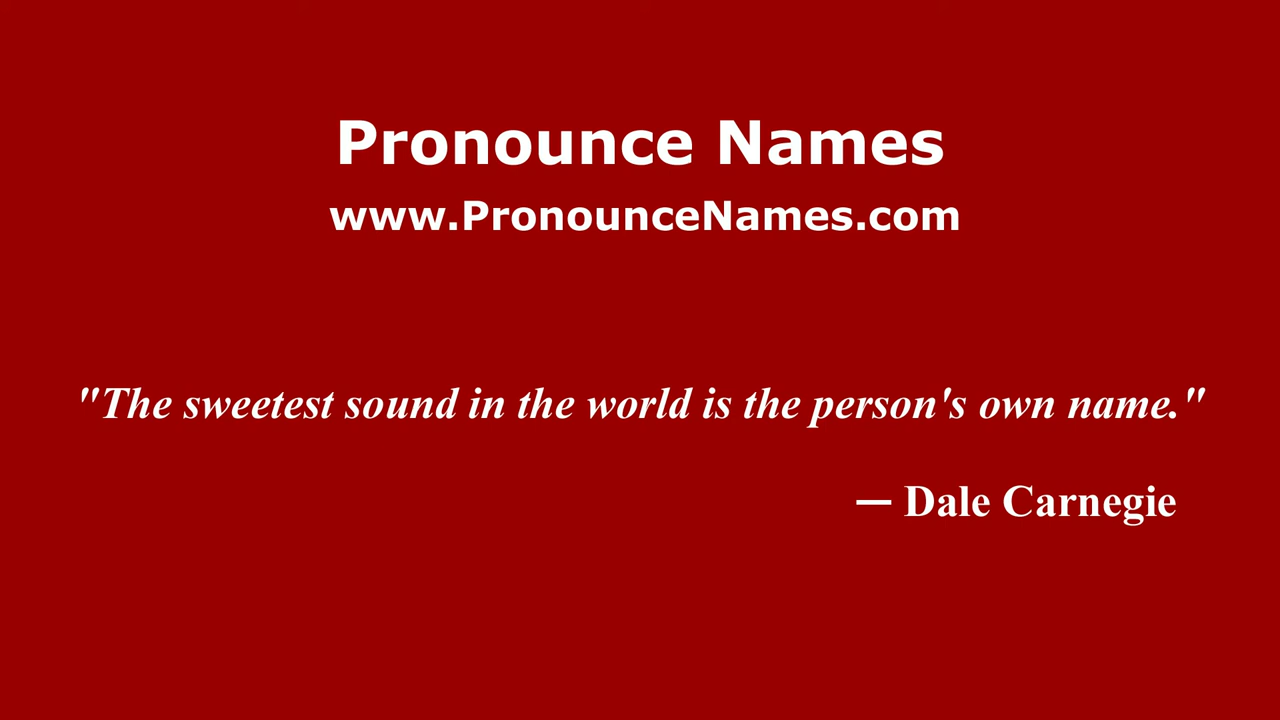 Pronounce Names
www.PronounceNames.com
"The sweetest sound in the world is the person's own name."
— Dale Carnegie